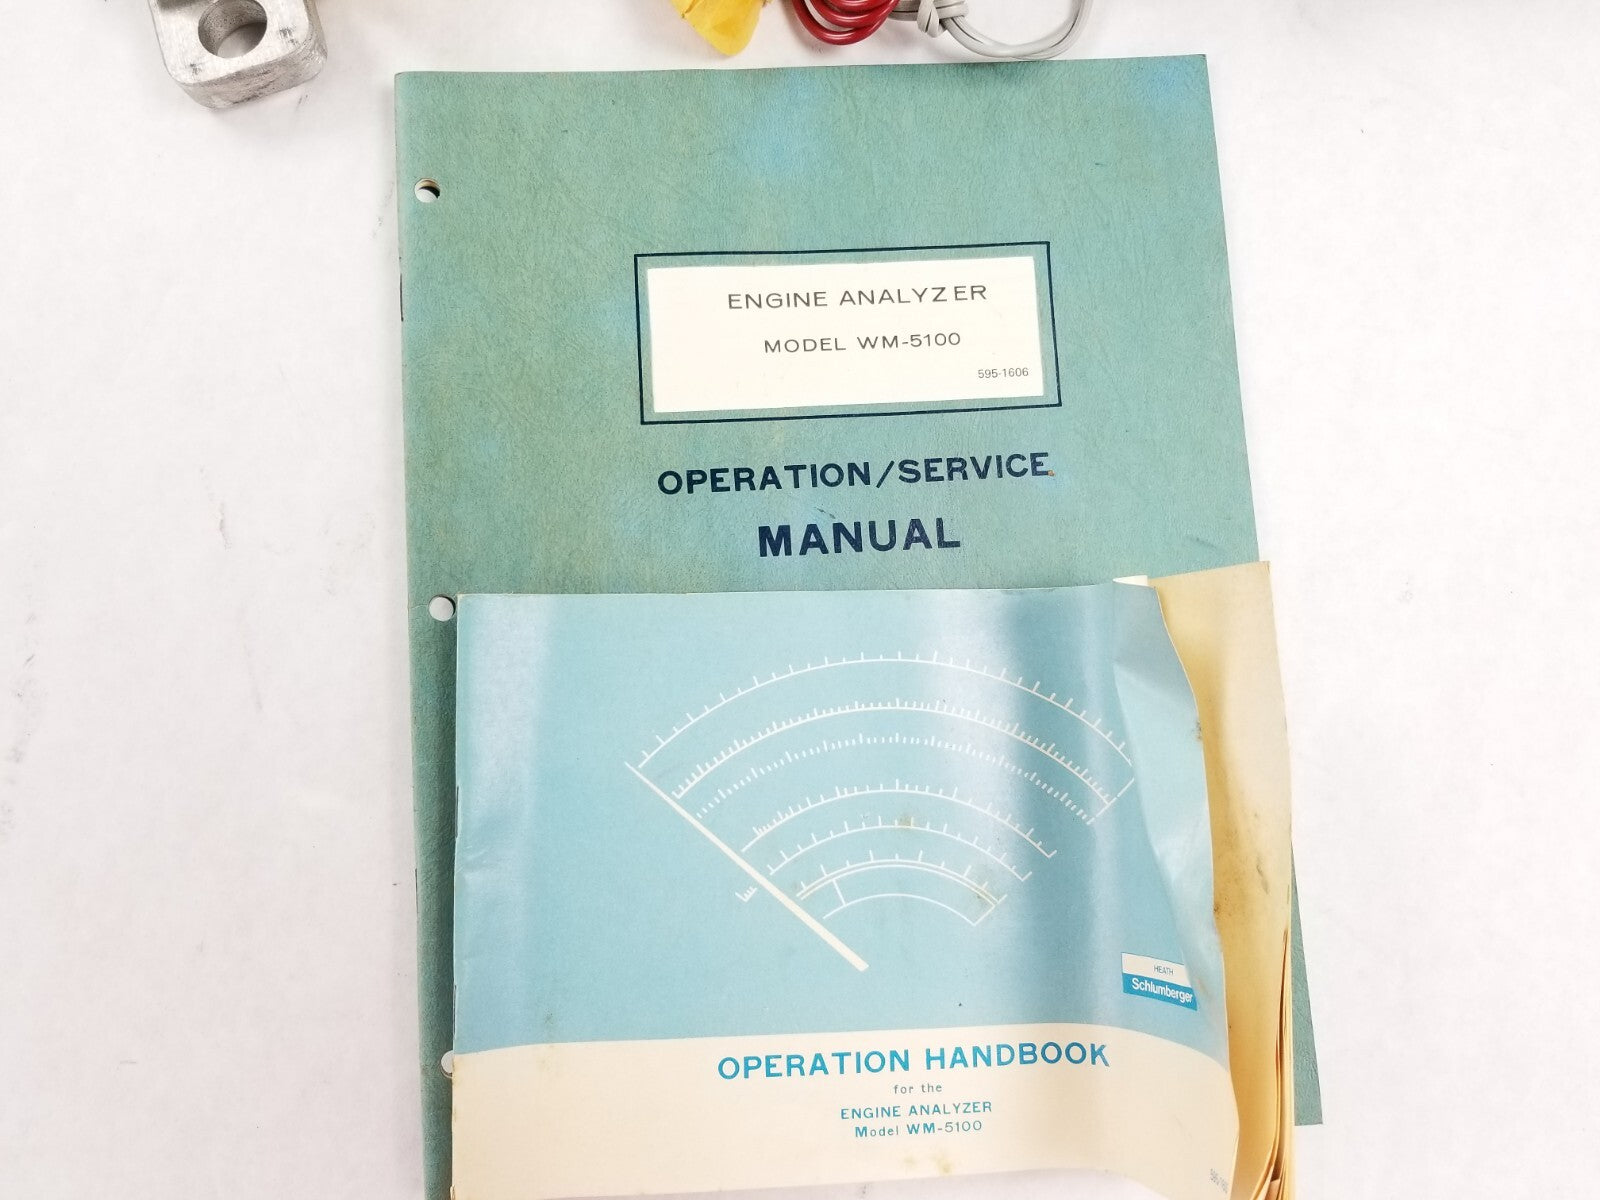 ENGINE ANALYZER
MODEL WM-5100
595-1606
OPERATION/SERVICE
MANUAL
HEATH
Schlumberger
OPERATION HANDBOOK
for the
ENGINE ANALYZER
Model WM-5100